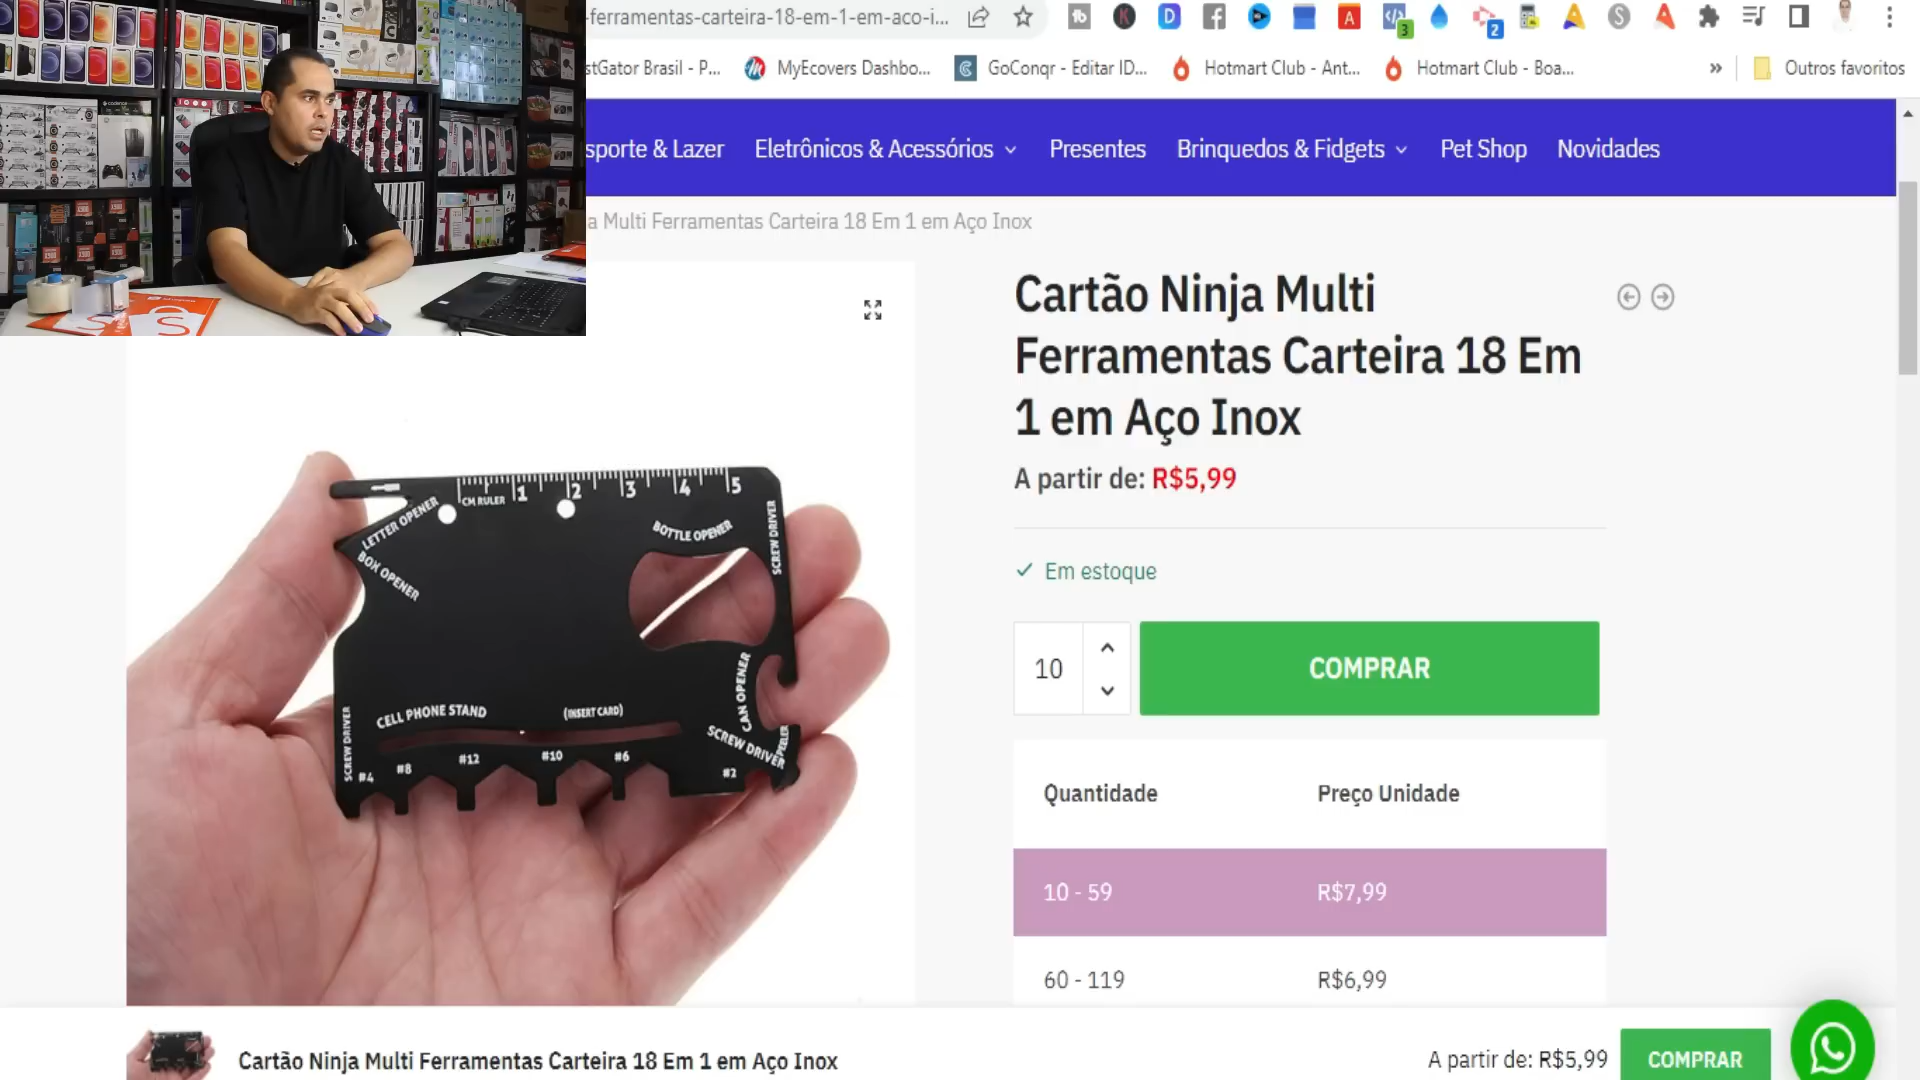 -ferramentas-carteira-18-em-1-em-aco-i...
3
2
stGator Brasil - P...
MyEcovers Dashbo...
GoConqr - Editar ID...
Hotmart Club - Ant...
Hotmart Club - Boa...
»
Outros favoritos
sporte & Lazer
Eletrônicos & Acessórios
Presentes
Brinquedos & Fidgets
Pet Shop
Novidades
a Multi Ferramentas Carteira 18 Em 1 em Aço Inox
Cartão Ninja Multi
Ferramentas Carteira 18 Em
1 em Aço Inox
A partir de: R$5,99
Em estoque
10
COMPRAR
Quantidade
Preço Unidade
10 - 59
R$7,99
60 - 119
R$6,99
CM RULER
1 2 3 4 5
LETTER OPENER
BOX OPENER
BOTTLE OPENER
SCREW DRIVER
CAN OPENER
CELL PHONE STAND
(INSERT CARD)
SCREW DRIVER
SCREW DRIVER
PEELER
#4
#8
#12
#10
#6
#2
Cartão Ninja Multi Ferramentas Carteira 18 Em 1 em Aço Inox
A partir de: R$5,99
COMPRAR